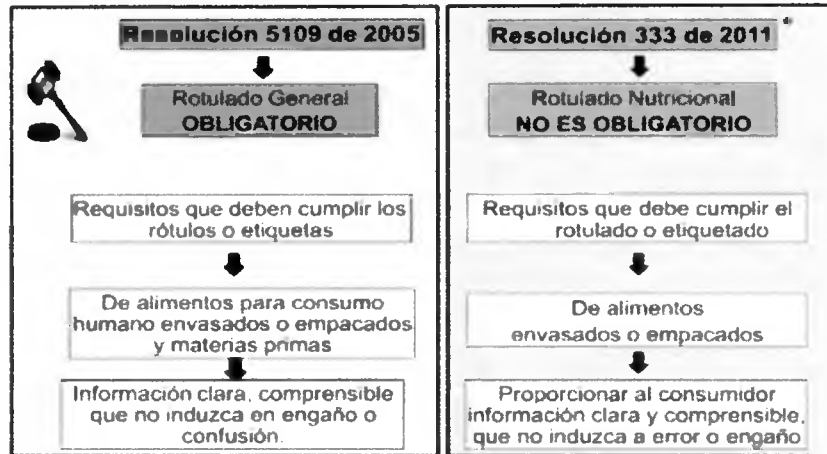 Resolución 5109 de 2005
Rotulado General
OBLIGATORIO
Requisitos que deben cumplir los
rótulos o etiquetas
De alimentos para consumo
humano envasados o empacados
y materias primas
Información clara, comprensible
que no induzca en engaño o
confusión.
Resolución 333 de 2011
Rotulado Nutricional
NO ES OBLIGATORIO
Requisitos que debe cumplir el
rotulado o etiquetado
De alimentos
envasados o empacados
Proporcionar al consumidor
información clara y comprensible,
que no induzca a error o engaño